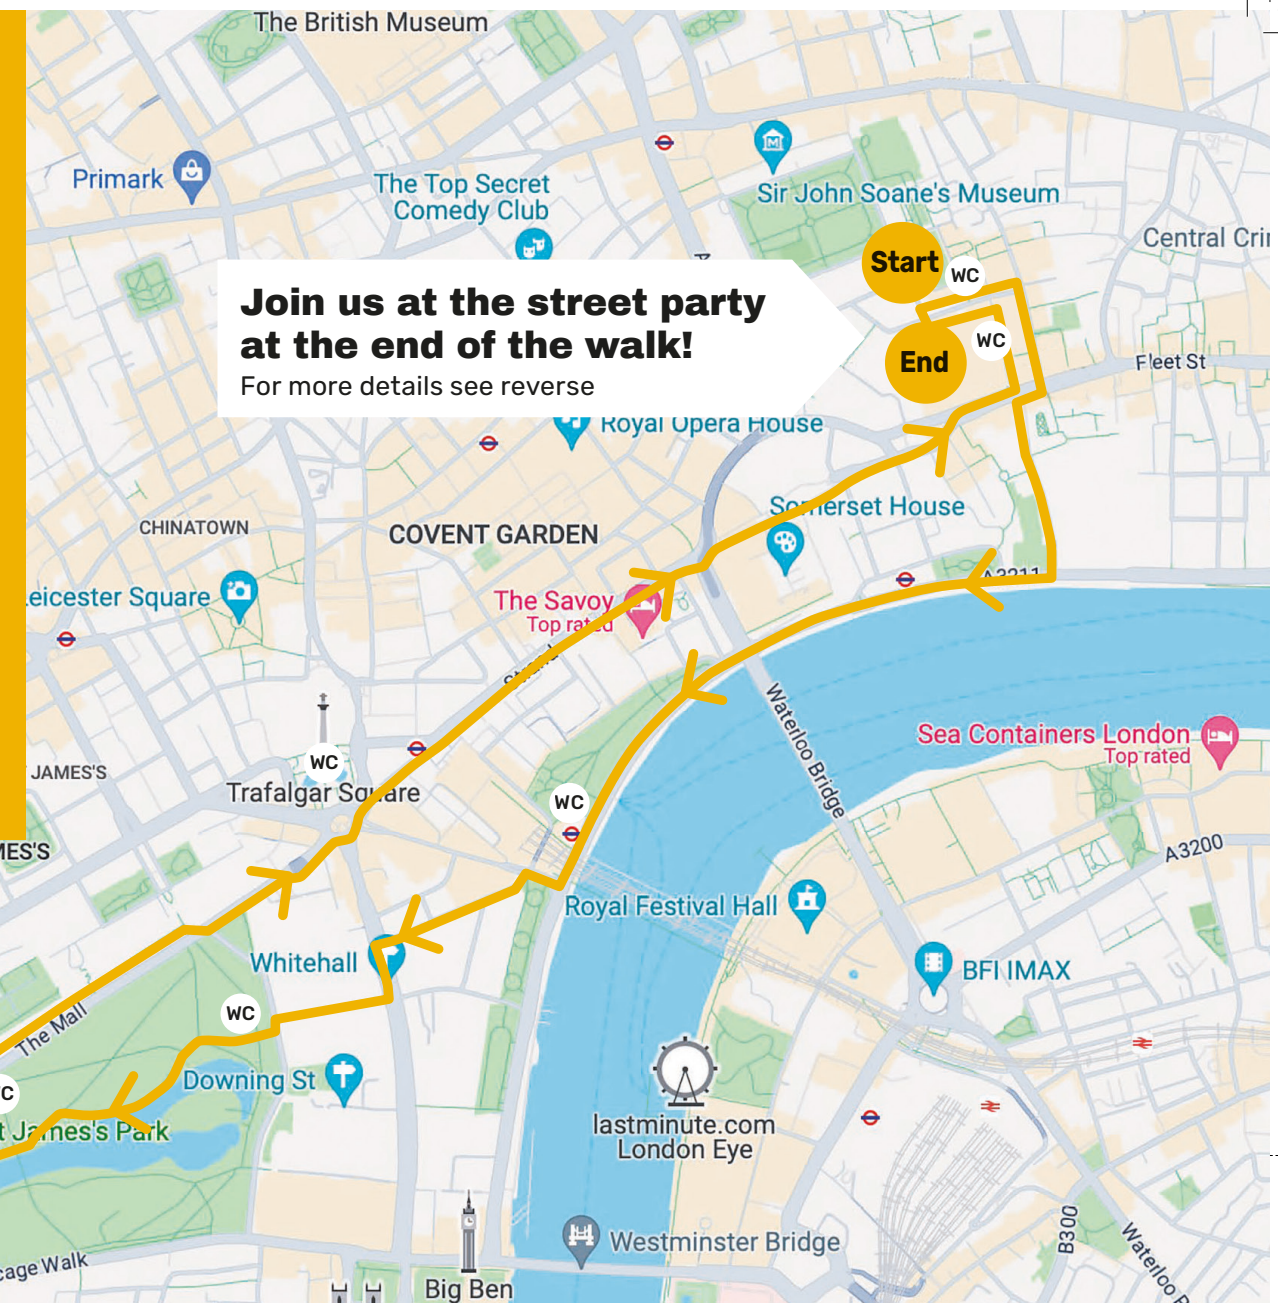 The British Museum
Primark
The Top Secret
Comedy Club
Sir John Soane's Museum
Central Cri
Start
WC
Join us at the street party
at the end of the walk!
For more details see reverse
WC
End
Fleet St
Royal Opera House
Somerset House
CHINATOWN
COVENT GARDEN
A3211
eicester Square
The Savoy
Top rated
Strand
Waterloo Bridge
Sea Containers London
Top rated
WC
JAMES'S
Trafalgar Square
WC
MES'S
A3200
Royal Festival Hall
Whitehall
BFI IMAX
WC
The Mall
Downing St
C
t James's Park
lastminute.com
London Eye
Westminster Bridge
B300
Waterloo R
cage Walk
Big Ben